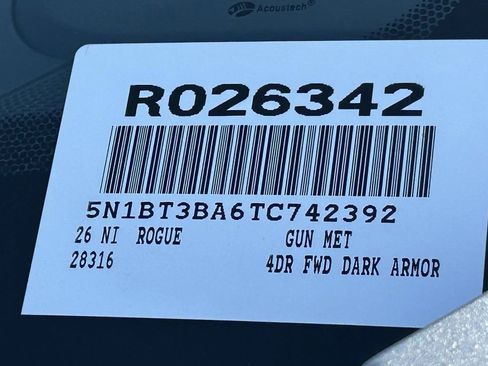 Acoustech®
R026342
5N1BT3BA6TC742392
26 NI ROGUE GUN MET
28316 4DR FWD DARK ARMOR